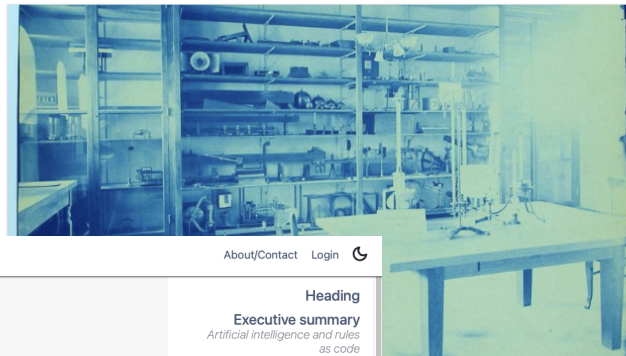 About/Contact Login
Heading
Executive summary
Artificial intelligence and rules
as code